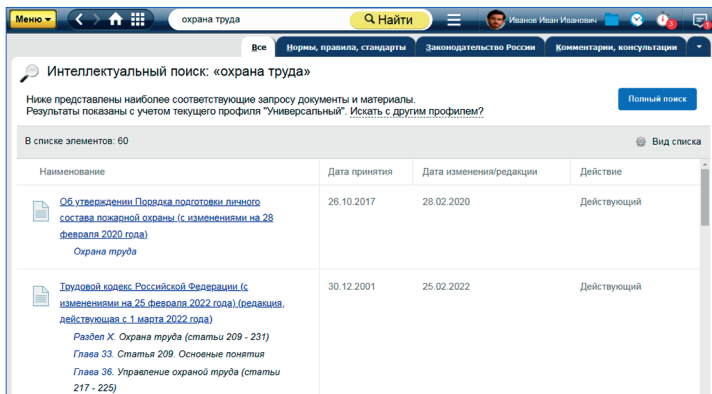 Меню
охрана труда
Найти
Иванов Иван Иванович
3
1
Все
Нормы, правила, стандарты
Законодательство России
Комментарии, консультации
Интеллектуальный поиск: «охрана труда»
Ниже представлены наиболее соответствующие запросу документы и материалы.
Результаты показаны с учетом текущего профиля "Универсальный". Искать с другим профилем?
Полный поиск
В списке элементов: 60
Вид списка
Наименование
Дата принятия
Дата изменения/редакции
Действие
Об утверждении Порядка подготовки личного
состава пожарной охраны (с изменениями на 28
февраля 2020 года)
Охрана труда
26.10.2017
28.02.2020
Действующий
Трудовой кодекс Российской Федерации (с
изменениями на 25 февраля 2022 года) (редакция,
действующая с 1 марта 2022 года)
Раздел X. Охрана труда (статьи 209 - 231)
Глава 33. Статья 209. Основные понятия
Глава 36. Управление охраной труда (статьи
217 - 225)
30.12.2001
25.02.2022
Действующий